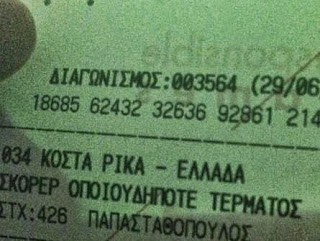 sponsible
ΔΙΑΓΩΝΙΣΜΟΣ:003564 (29/06
18685 62432 32636 92861 214
034 ΚΟΣΤΑ ΡΙΚΑ - ΕΛΛΑΔΑ
ΣΚΟΡΕΡ ΟΠΟΙΟΥΔΗΠΟΤΕ ΤΕΡΜΑΤΟΣ
ΣΤΧ:426 ΠΑΠΑΣΤΑΘΟΠΟΥΛΟΣ